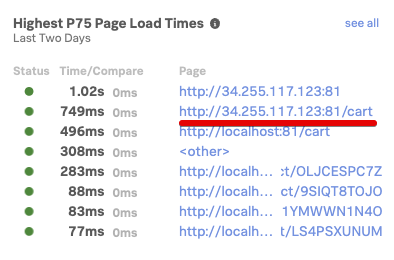 Highest P75 Page Load Times
see all
Last Two Days
Status Time/Compare Page
1.02s 0ms http://34.255.117.123:81
749ms 0ms http://34.255.117.123:81/cart
496ms 0ms http://localhost:81/cart
308ms 0ms <other>
283ms 0ms http://localh... ct/OLJCESPC7Z
88ms 0ms http://localh... ct/9SIQT8TOJO
83ms 0ms http://localh... 1YMWWN1N4O
77ms 0ms http://localh... t/LS4PSXUNUM